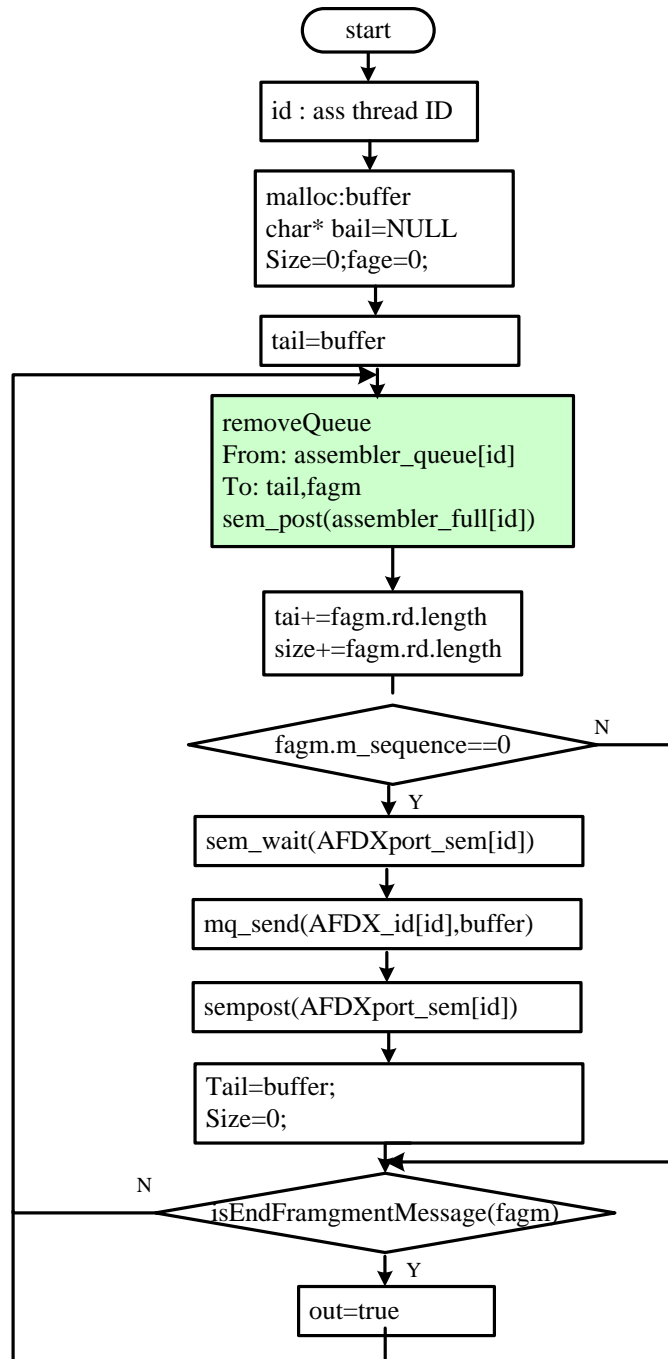 start
id : ass thread ID
malloc:buffer
char* bail=NULL
Size=0;fage=0;
tail=buffer
removeQueue
From: assembler_queue[id]
To: tail,fagm
sem_post(assembler_full[id])
tai+=fagm.rd.length
size+=fagm.rd.length
fagm.m_sequence==0
N
Y
sem_wait(AFDXport_sem[id])
mq_send(AFDX_id[id],buffer)
sempost(AFDXport_sem[id])
Tail=buffer;
Size=0;
N
isEndFramgmentMessage(fagm)
Y
out=true